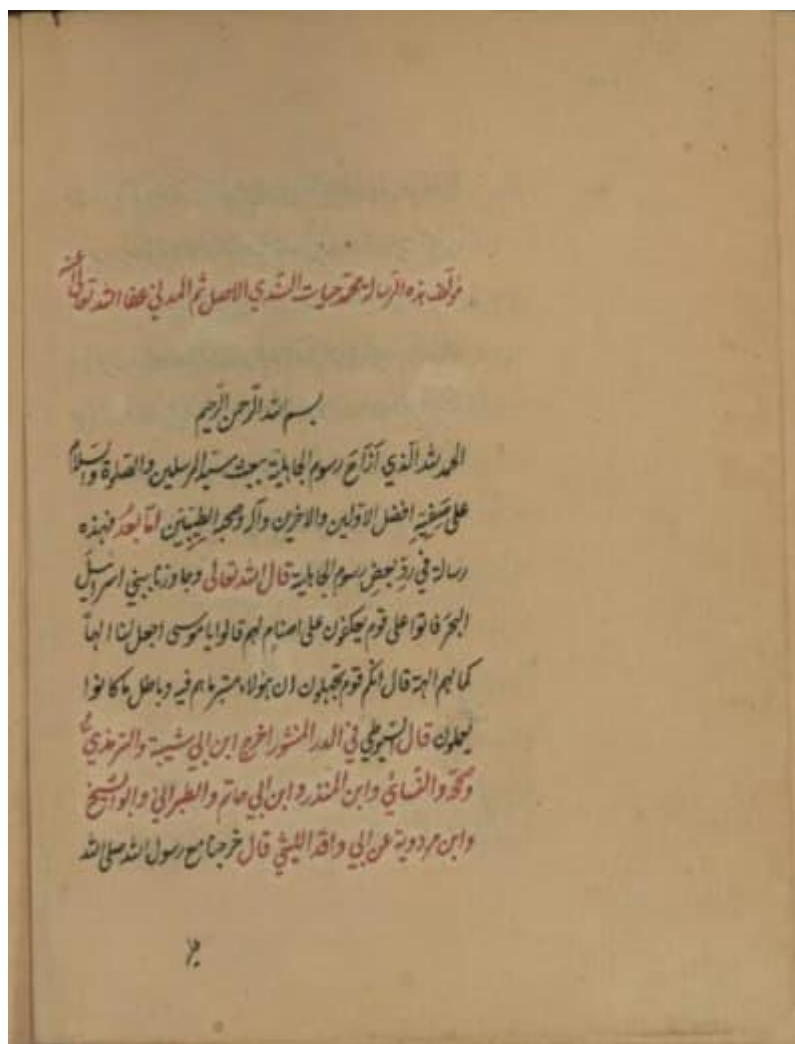 مؤلف هذه الرسالة محمد حيات السندي الاصل ثم المدني عفا الله تعالى عنه
بسم الله الرحمن الرحيم
الحمد لله الذي أزاح رسوم الجاهلية ببعث سيد المرسلين والصلوة والسلام
على صفيه افضل الاولين والاخرين وآله وصحبه الطيبين اما بعد فهذه
رسالة في رد بعض رسوم الجاهلية قال الله تعالى وجاوزنا ببني اسرائيل
البحر فاتوا على قوم يعكفون على اصنام لهم قالوا يا موسى اجعل لنا الهاً
كما لهم الهة قال انكم قوم تجهلون ان هؤلاء متبر ما هم فيه وباطل ما كانوا
يعملون قال السيوطي في الدر المنثور اخرج ابن ابي شيبة والترمذي
وصححه والنسائي وابن المنذر وابن ابي حاتم والطبراني وابو الشيخ
وابن مردوية عن ابي واقد الليثي قال خرجنا مع رسول الله صلى الله